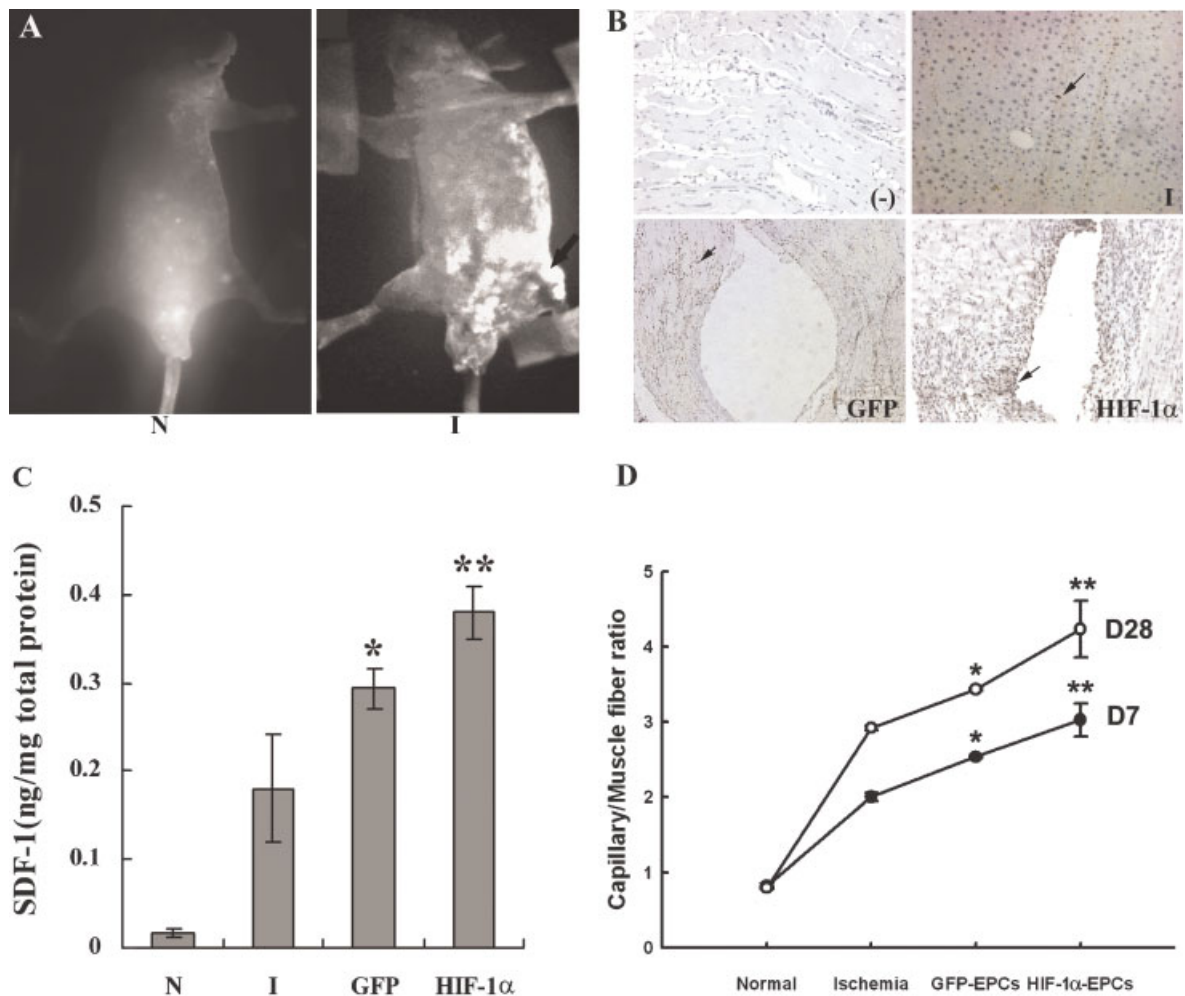 A
N
I
B
(-)
I
GFP
HIF-1α
C
SDF-1(ng/mg total protein)
0.5
0.4
0.3
0.2
0.1
0
*
**
N
I
GFP
HIF-1α
D
Capillary/Muscle fiber ratio
5
4
3
2
1
0
**
D28
*
**
D7
*
Normal
Ischemia
GFP-EPCs
HIF-1α-EPCs